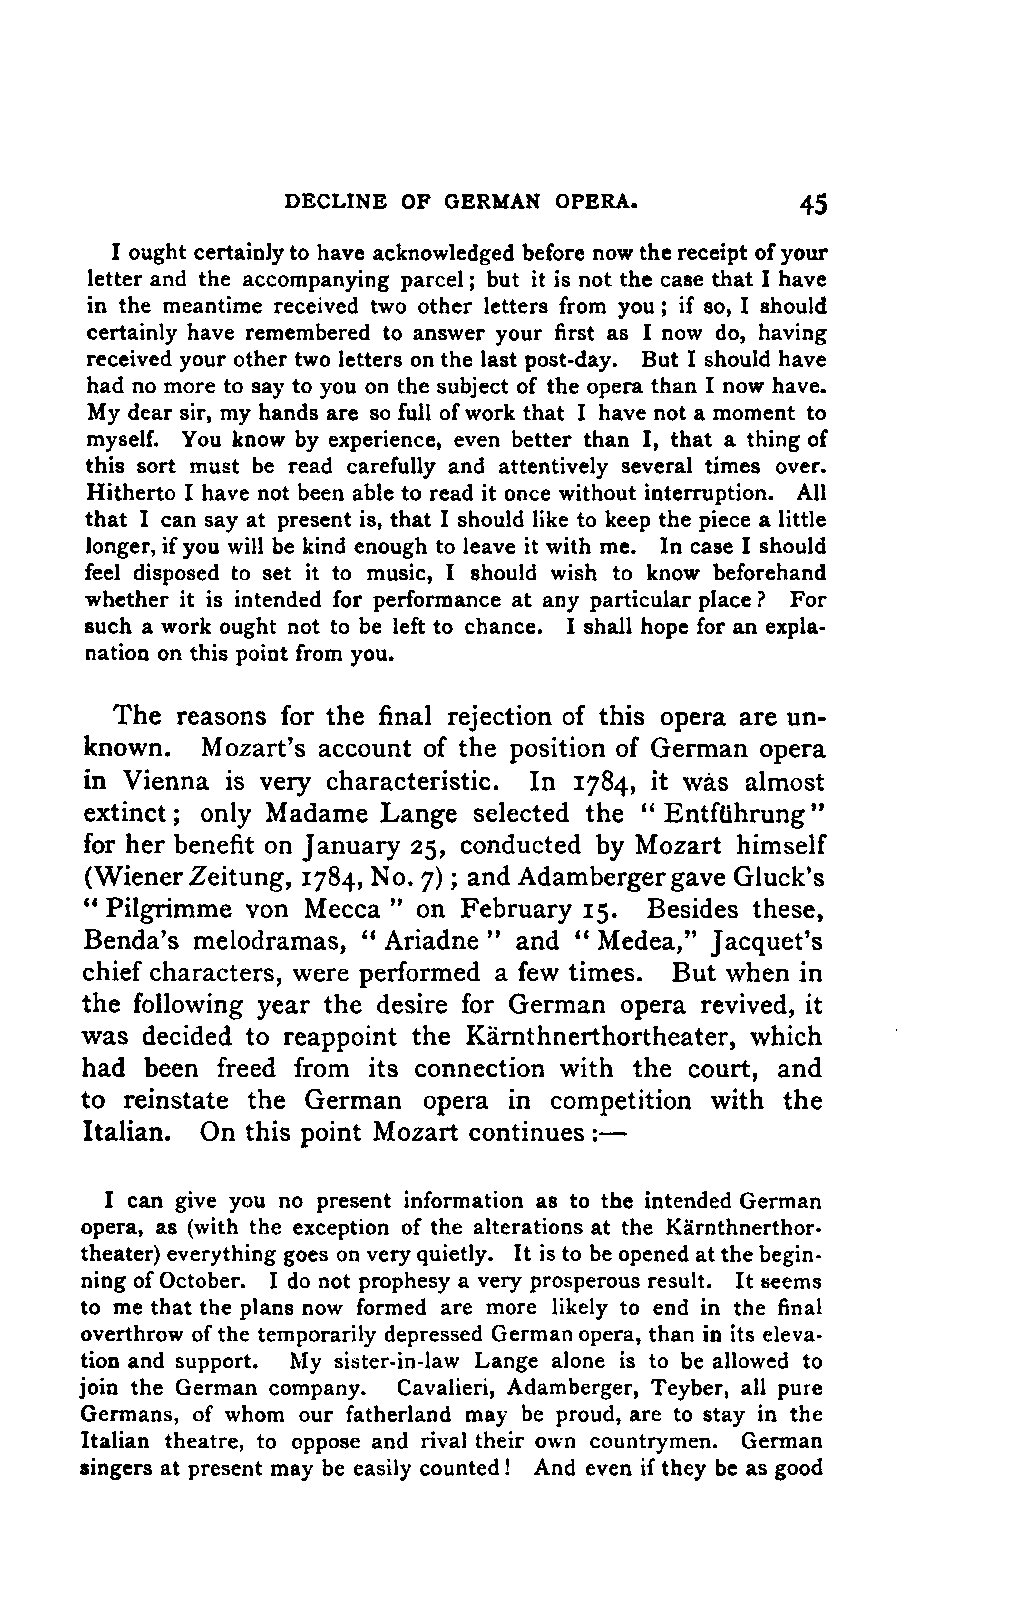 DECLINE OF GERMAN OPERA. 45
I ought certainly to have acknowledged before now the receipt of your
letter and the accompanying parcel; but it is not the case that I have
in the meantime received two other letters from you; if so, I should
certainly have remembered to answer your first as I now do, having
received your other two letters on the last post-day. But I should have
had no more to say to you on the subject of the opera than I now have.
My dear sir, my hands are so full of work that I have not a moment to
myself. You know by experience, even better than I, that a thing of
this sort must be read carefully and attentively several times over.
Hitherto I have not been able to read it once without interruption. All
that I can say at present is, that I should like to keep the piece a little
longer, if you will be kind enough to leave it with me. In case I should
feel disposed to set it to music, I should wish to know beforehand
whether it is intended for performance at any particular place? For
such a work ought not to be left to chance. I shall hope for an expla-
nation on this point from you.
The reasons for the final rejection of this opera are un-
known. Mozart's account of the position of German opera
in Vienna is very characteristic. In 1784, it was almost
extinct; only Madame Lange selected the "Entführung"
for her benefit on January 25, conducted by Mozart himself
(Wiener Zeitung, 1784, No. 7); and Adamberger gave Gluck's
"Pilgrimme von Mecca" on February 15. Besides these,
Benda's melodramas, "Ariadne" and "Medea," Jacquet's
chief characters, were performed a few times. But when in
the following year the desire for German opera revived, it
was decided to reappoint the Kärnthnerthortheater, which
had been freed from its connection with the court, and
to reinstate the German opera in competition with the
Italian. On this point Mozart continues:—
I can give you no present information as to the intended German
opera, as (with the exception of the alterations at the Kärnthnerthor-
theater) everything goes on very quietly. It is to be opened at the begin-
ning of October. I do not prophesy a very prosperous result. It seems
to me that the plans now formed are more likely to end in the final
overthrow of the temporarily depressed German opera, than in its eleva-
tion and support. My sister-in-law Lange alone is to be allowed to
join the German company. Cavalieri, Adamberger, Teyber, all pure
Germans, of whom our fatherland may be proud, are to stay in the
Italian theatre, to oppose and rival their own countrymen. German
singers at present may be easily counted! And even if they be as good